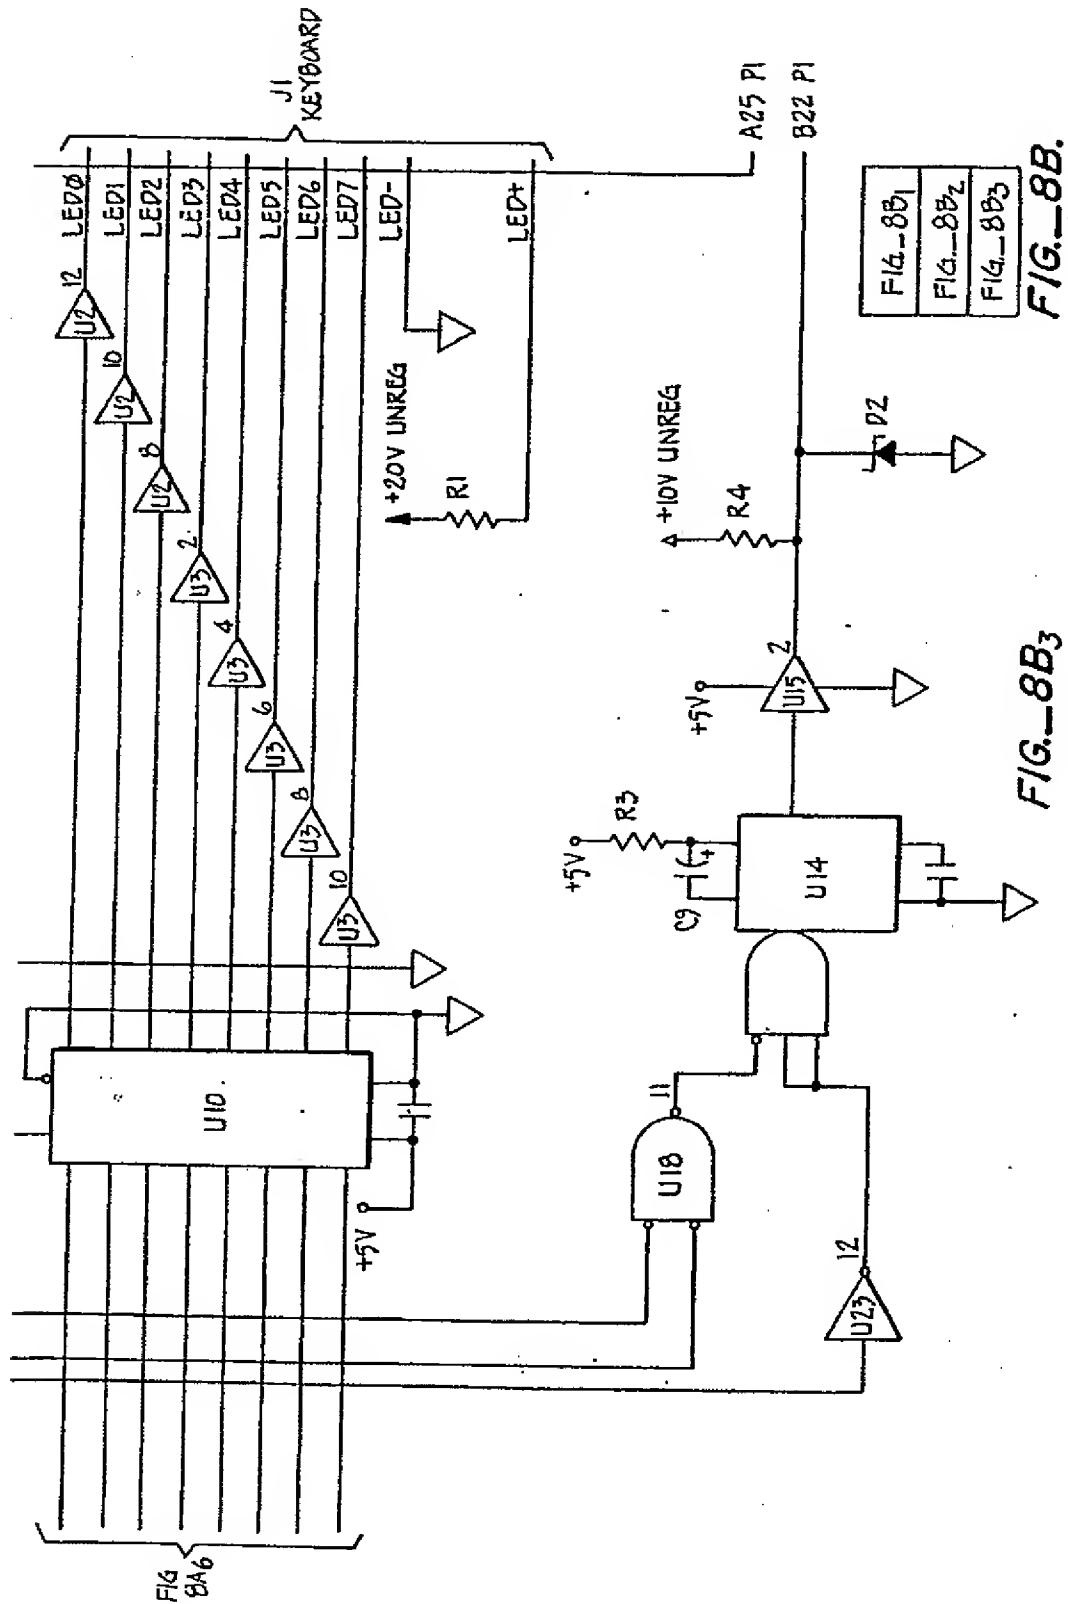 FIG
8A6
U10
+5V
U2
12
LEDØ
U2
10
LED1
U2
8
LED2
U3
2
LED3
U3
4
LED4
U3
6
LED5
U3
8
LED6
U3
10
LED7
LED-
LED+
J1
KEYBOARD
+20V UNREG
R1
A25 P1
U18
11
U23
12
+5V
R3
C9
+
U14
+5V
U15
2
+10V UNREG
R4
D2
B22 P1
FIG._8B3
FIG._8B1
FIG._8B2
FIG._8B3
FIG._8B.